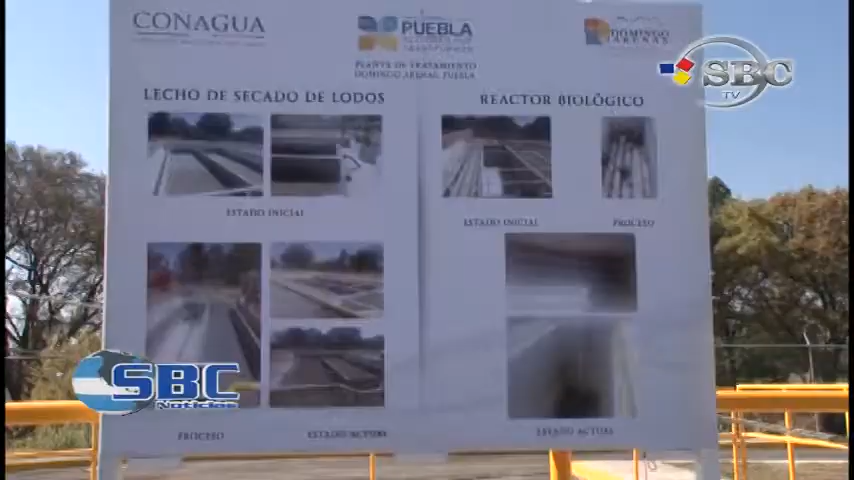 CONAGUA
PUEBLA
DOMINGO
ARENAS
PLANTA DE TRATAMIENTO
DOMINGO ARENAS, PUEBLA
SBC
TV
LECHO DE SECADO DE LODOS
REACTOR BIOLÓGICO
ESTADO INICIAL
ESTADO INICIAL
PROCESO
SBC
Noticias
PROCESO
ESTADO ACTUAL
ESTADO ACTUAL